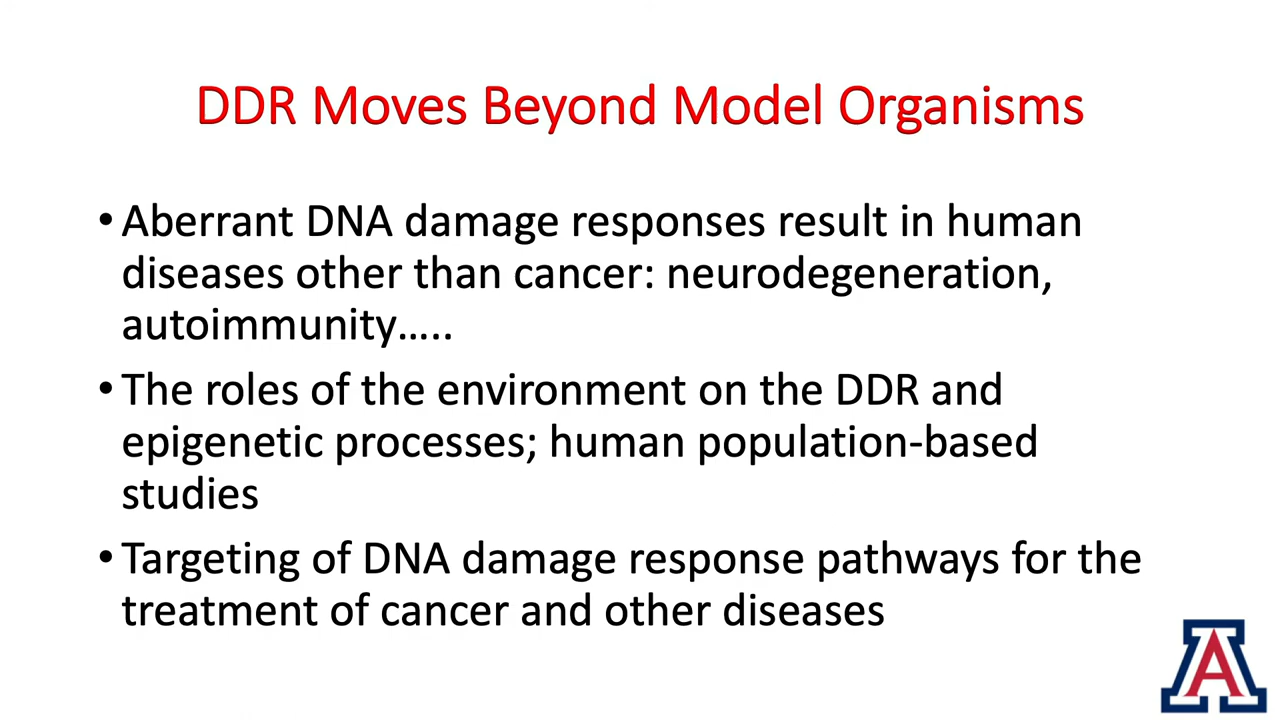 DDR Moves Beyond Model Organisms
• Aberrant DNA damage responses result in human
diseases other than cancer: neurodegeneration,
autoimmunity.....
• The roles of the environment on the DDR and
epigenetic processes; human population-based
studies
• Targeting of DNA damage response pathways for the
treatment of cancer and other diseases
A